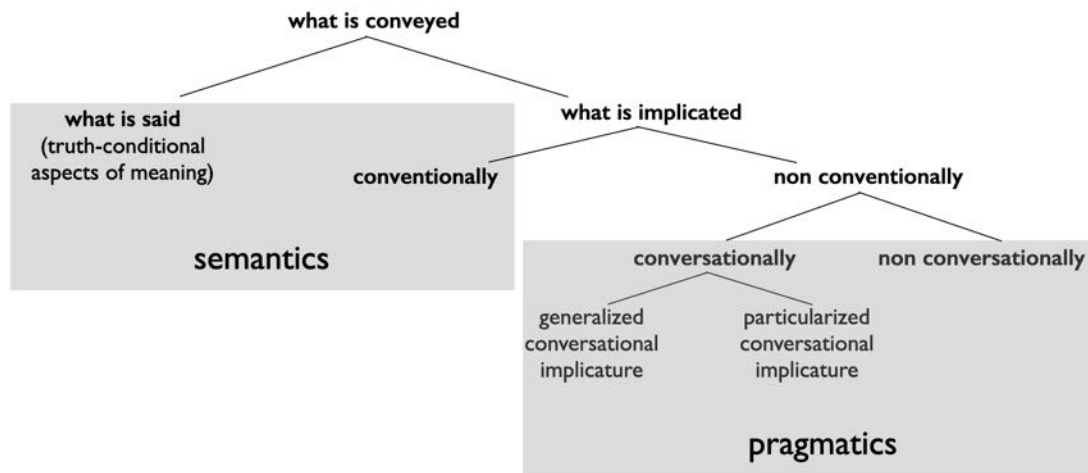 what is conveyed
what is said
(truth-conditional
aspects of meaning)
what is implicated
conventionally
non conventionally
semantics
conversationally
non conversationally
generalized
conversational
implicature
particularized
conversational
implicature
pragmatics